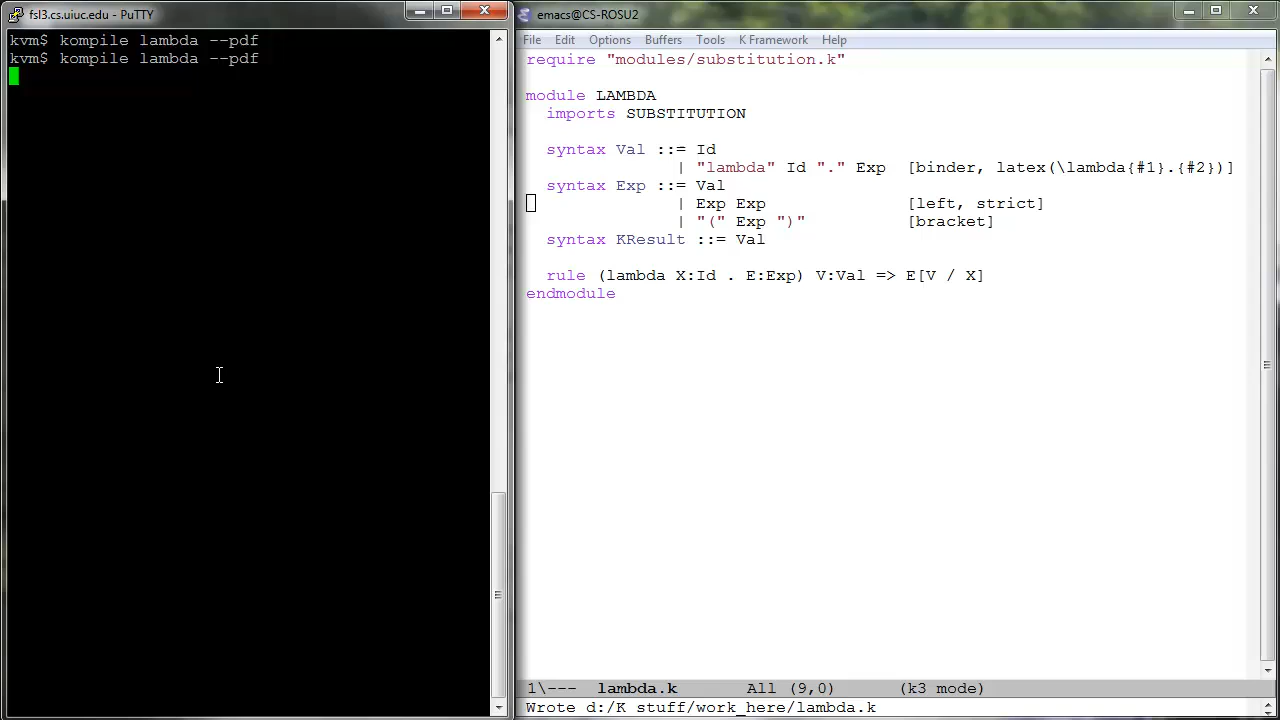 fsl3.cs.uiuc.edu - PuTTY
kvm$ kompile lambda --pdf
kvm$ kompile lambda --pdf
emacs@CS-ROSU2
File Edit Options Buffers Tools K Framework Help
require "modules/substitution.k"
module LAMBDA
imports SUBSTITUTION
syntax Val ::= Id
| "lambda" Id "." Exp [binder, latex(\lambda{#1}.{#2})]
syntax Exp ::= Val
| Exp Exp [left, strict]
| "(" Exp ")" [bracket]
syntax KResult ::= Val
rule (lambda X:Id . E:Exp) V:Val => E[V / X]
endmodule
1\--- lambda.k All (9,0) (k3 mode)
Wrote d:/K stuff/work_here/lambda.k